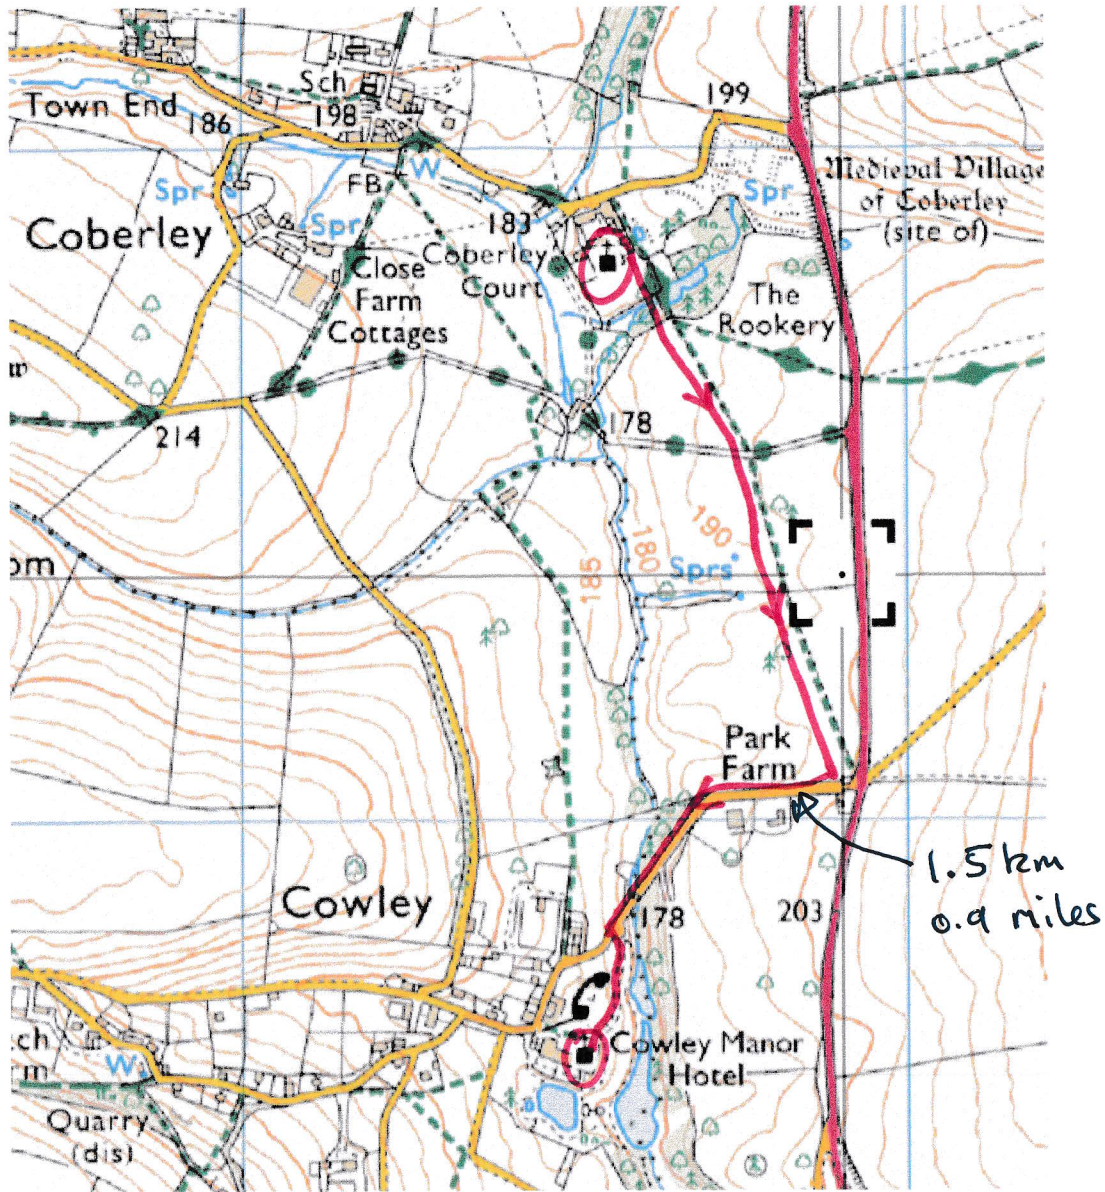 Sch
199
Town End
186
198
Medieval Village
of Coberley
(site of)
Spr
FB
W
Spr
Spr
183
Coberley
Coberley
Court
Close
Farm
Cottages
The
Rookery
w
214
178
190
180
185
Sprs
om
Park
Farm
1.5 km
0.9 miles
Cowley
178
203
ch
m
W
Cowley Manor
Hotel
Quarry
(dis)